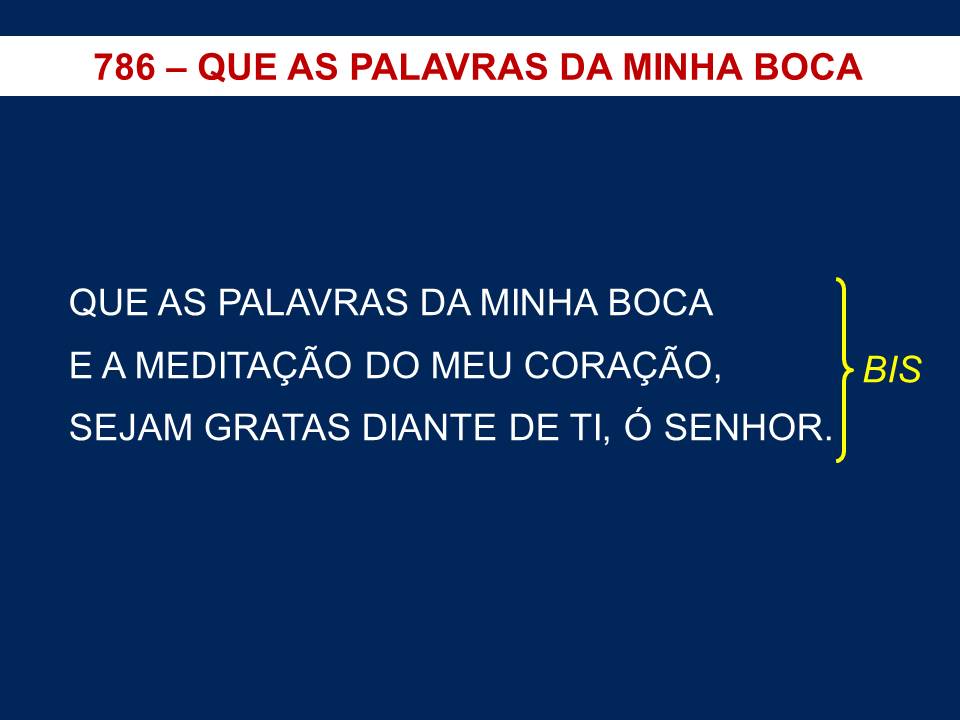 786 – QUE AS PALAVRAS DA MINHA BOCA
QUE AS PALAVRAS DA MINHA BOCA
E A MEDITAÇÃO DO MEU CORAÇÃO,
SEJAM GRATAS DIANTE DE TI, Ó SENHOR.
BIS